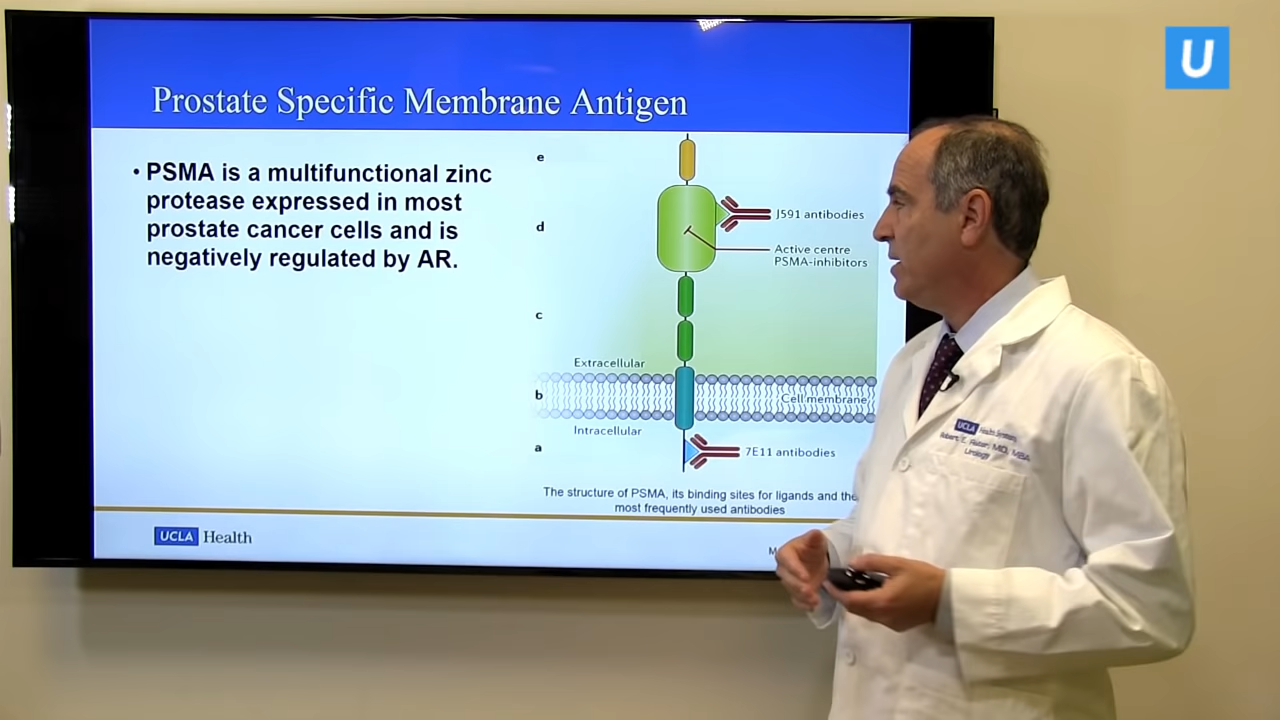 Prostate Specific Membrane Antigen
• PSMA is a multifunctional zinc
protease expressed in most
prostate cancer cells and is
negatively regulated by AR.
e
d
c
b
a
J591 antibodies
Active centre
PSMA-inhibitors
Extracellular
Cell membrane
Intracellular
7E11 antibodies
The structure of PSMA, its binding sites for ligands and the
most frequently used antibodies
UCLA Health
U
UCLA Health System
MD, MBA
Urology